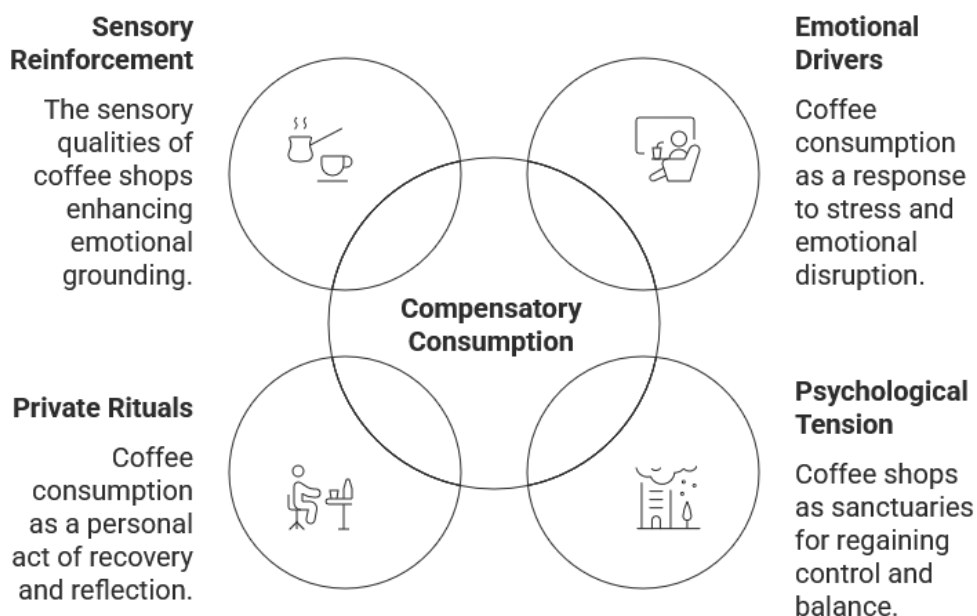 Sensory
Reinforcement
The sensory
qualities of
coffee shops
enhancing
emotional
grounding.
Emotional
Drivers
Coffee
consumption
as a response
to stress and
emotional
disruption.
Compensatory
Consumption
Private Rituals
Coffee
consumption
as a personal
act of recovery
and reflection.
Psychological
Tension
Coffee shops
as sanctuaries
for regaining
control and
balance.